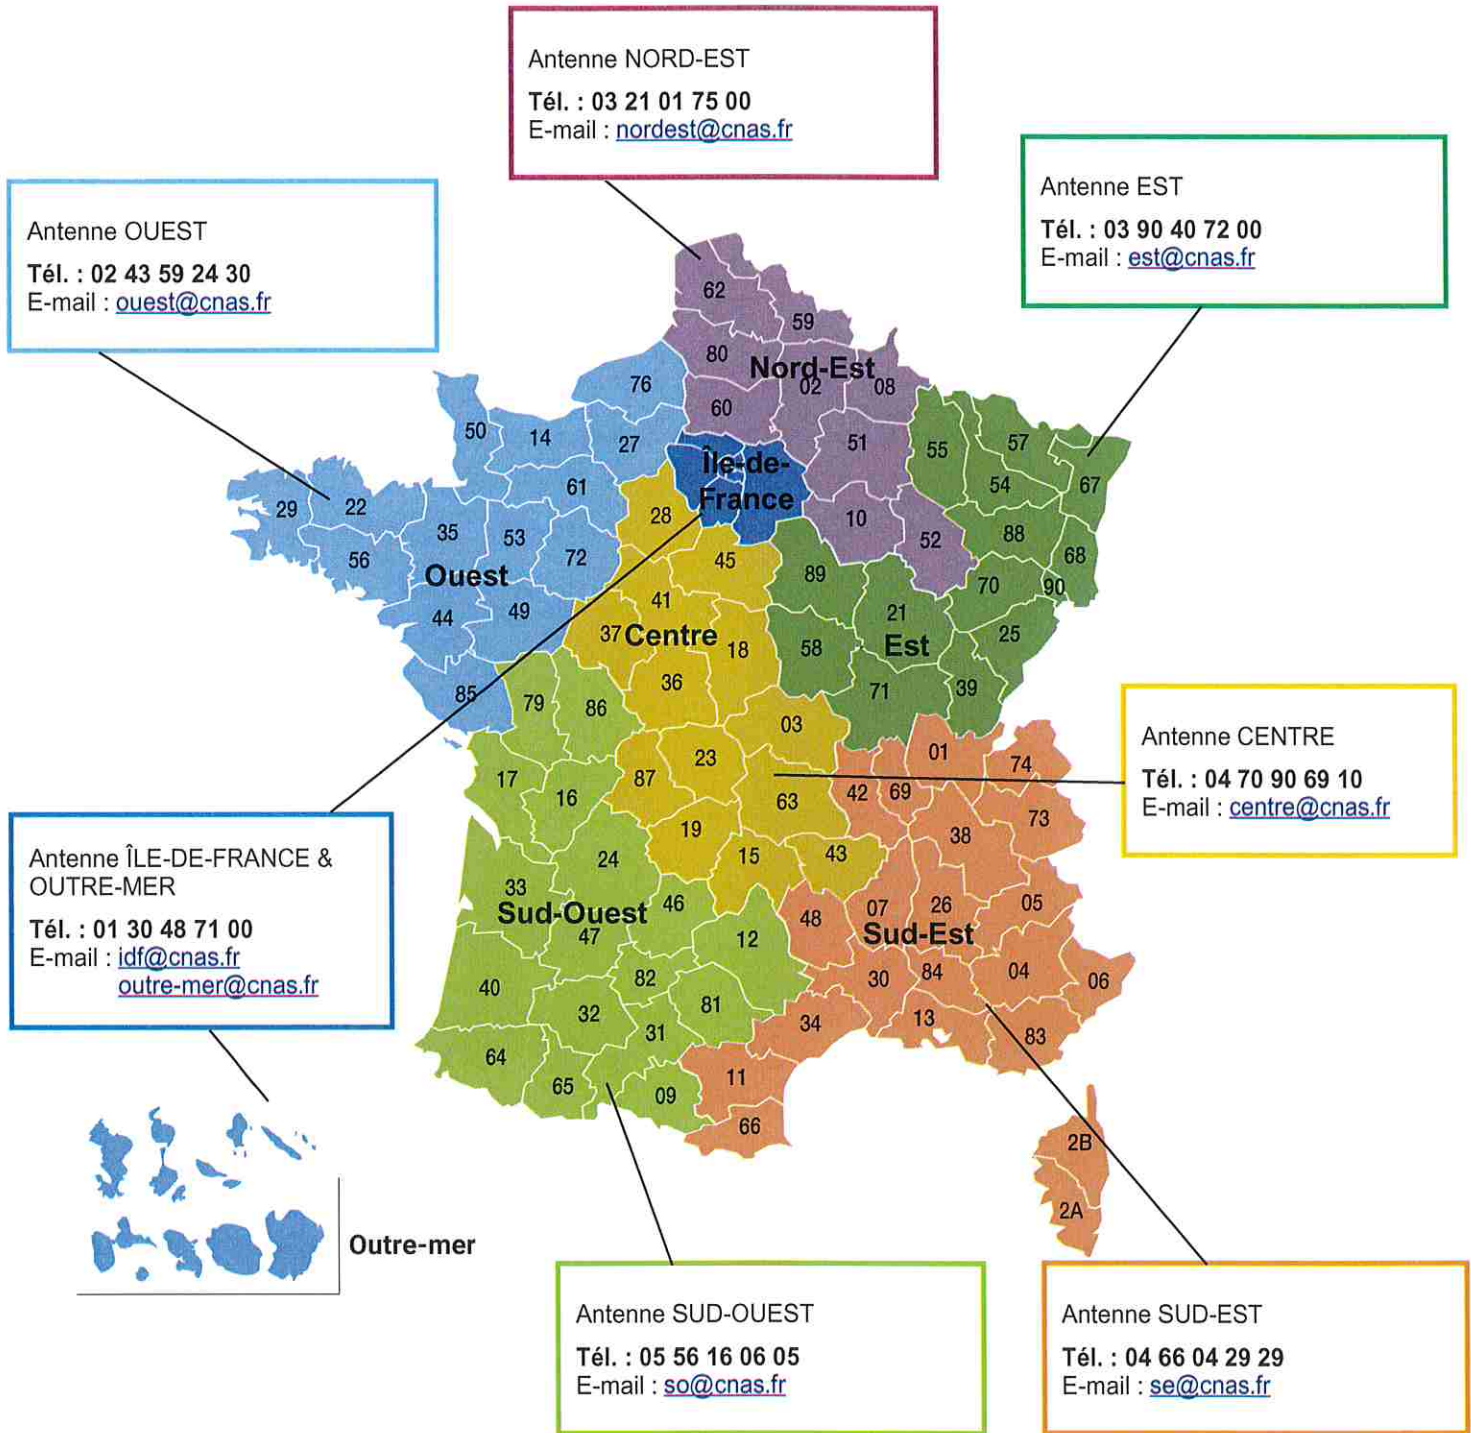 Antenne NORD-EST
Tél. : 03 21 01 75 00
E-mail : nordest@cnas.fr
Antenne EST
Tél. : 03 90 40 72 00
E-mail : est@cnas.fr
Antenne OUEST
Tél. : 02 43 59 24 30
E-mail : ouest@cnas.fr
62
59
80
Nord-Est
02
08
76
60
50
14
27
51
55
57
Île-de-
France
61
54
67
29
22
28
10
35
53
52
88
56
72
45
68
Ouest
89
70
90
41
44
49
21
37
Centre
25
18
58
Est
36
85
79
86
71
39
03
01
Antenne CENTRE
Tél. : 04 70 90 69 10
E-mail : centre@cnas.fr
23
74
17
87
16
63
42
69
73
19
38
Antenne ÎLE-DE-FRANCE &
OUTRE-MER
Tél. : 01 30 48 71 00
E-mail : idf@cnas.fr
outre-mer@cnas.fr
24
15
43
33
46
48
07
26
05
Sud-Ouest
Sud-Est
47
12
82
30
84
04
06
40
81
32
34
13
31
83
64
65
09
11
66
2B
2A
Outre-mer
Antenne SUD-OUEST
Tél. : 05 56 16 06 05
E-mail : so@cnas.fr
Antenne SUD-EST
Tél. : 04 66 04 29 29
E-mail : se@cnas.fr